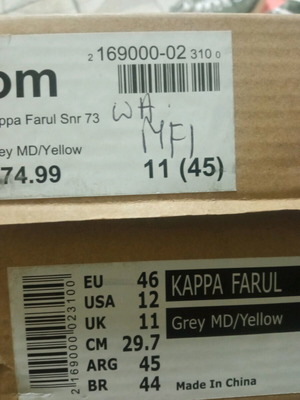 2 169000-02 310 0
om
ppa Farul Snr 73
WA.
MFI
ey MD/Yellow
74.99
11 (45)
2 169000 023100
EU 46
USA 12
UK 11
CM 29.7
ARG 45
BR 44
KAPPA FARUL
Grey MD/Yellow
Made In China